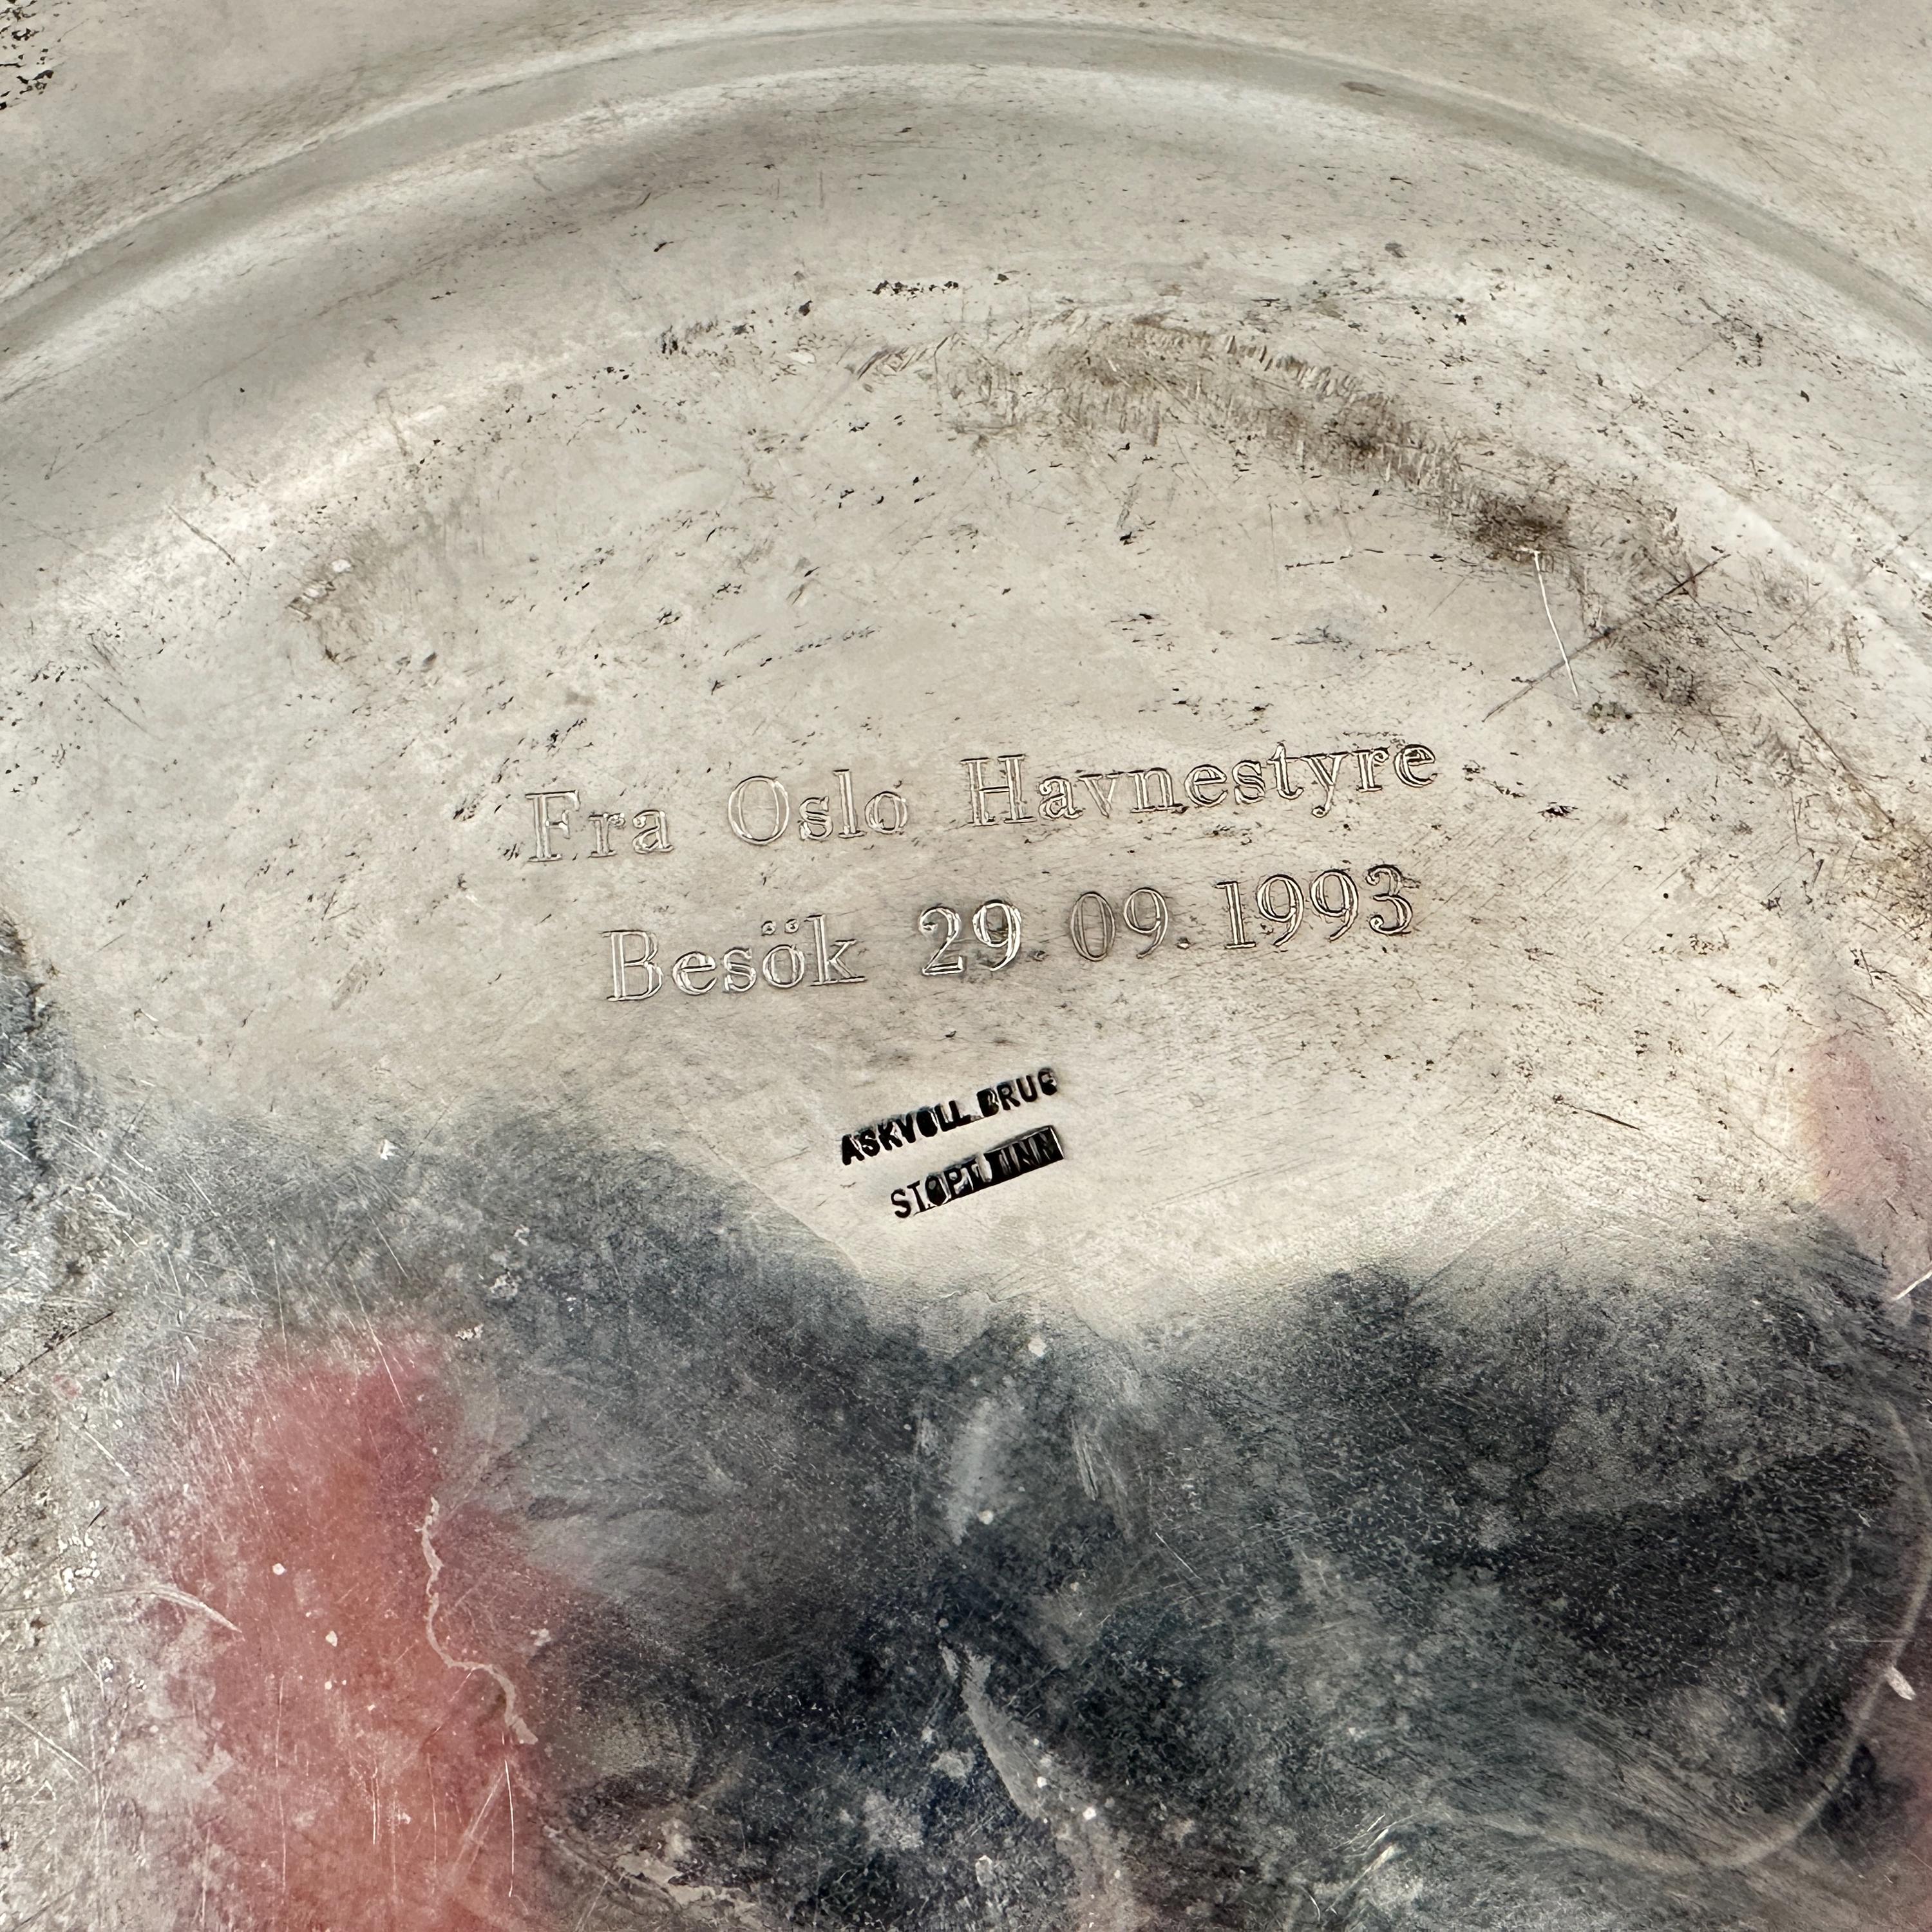 Fra Oslo Havnestyre
Besök 29.09.1993
ASKVOLL BRUG
STØPT TINN